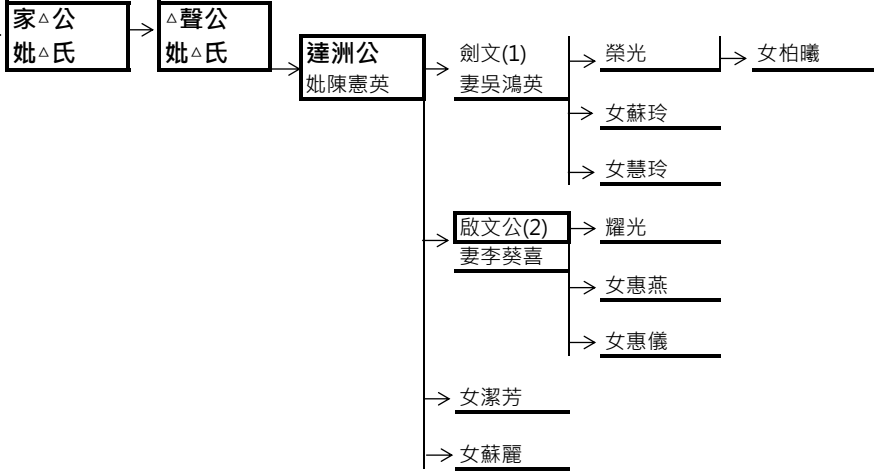 家△公
妣△氏
△聲公
妣△氏
達洲公
妣陳憲英
劍文(1)
妻吳鴻英
榮光
女柏曦
女蘇玲
女慧玲
啟文公(2)
妻李葵喜
耀光
女惠燕
女惠儀
女潔芳
女蘇麗